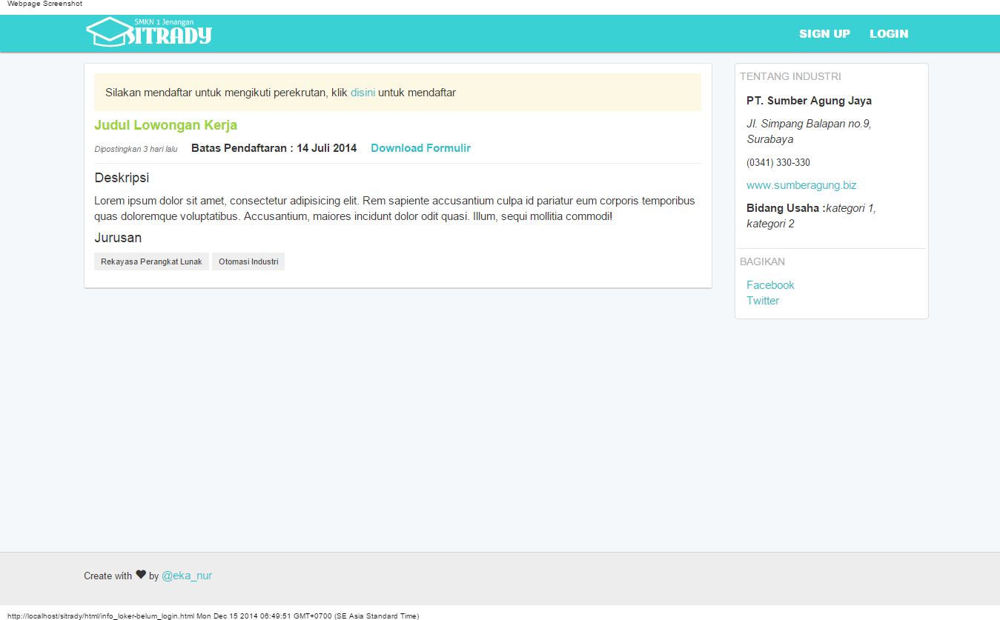 Webpage Screenshot
SMKN 1 Jenangan
SITRADY
SIGN UP LOGIN
Silakan mendaftar untuk mengikuti perekrutan, klik disini untuk mendaftar
Judul Lowongan Kerja
Dipostingkan 3 hari lalu Batas Pendaftaran : 14 Juli 2014 Download Formulir
Deskripsi
Lorem ipsum dolor sit amet, consectetur adipisicing elit. Rem sapiente accusantium culpa id pariatur eum corporis temporibus
quas doloremque voluptatibus. Accusantium, maiores incidunt dolor odit quasi. Illum, sequi mollitia commodi!
Jurusan
Rekayasa Perangkat Lunak Otomasi Industri
TENTANG INDUSTRI
PT. Sumber Agung Jaya
Jl. Simpang Balapan no.9,
Surabaya
(0341) 330-330
www.sumberagung.biz
Bidang Usaha :kategori 1,
kategori 2
BAGIKAN
Facebook
Twitter
Create with ♥ by @eka_nur
http://localhost/sitrady/html/info_loker-belum_login.html Mon Dec 15 2014 06:49:51 GMT+0700 (SE Asia Standard Time)